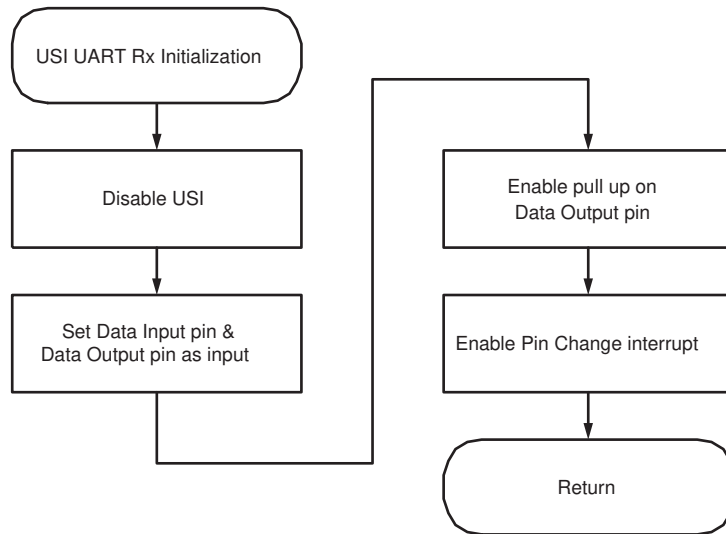 USI UART Rx Initialization
Disable USI
Set Data Input pin &
Data Output pin as input
Enable pull up on
Data Output pin
Enable Pin Change interrupt
Return